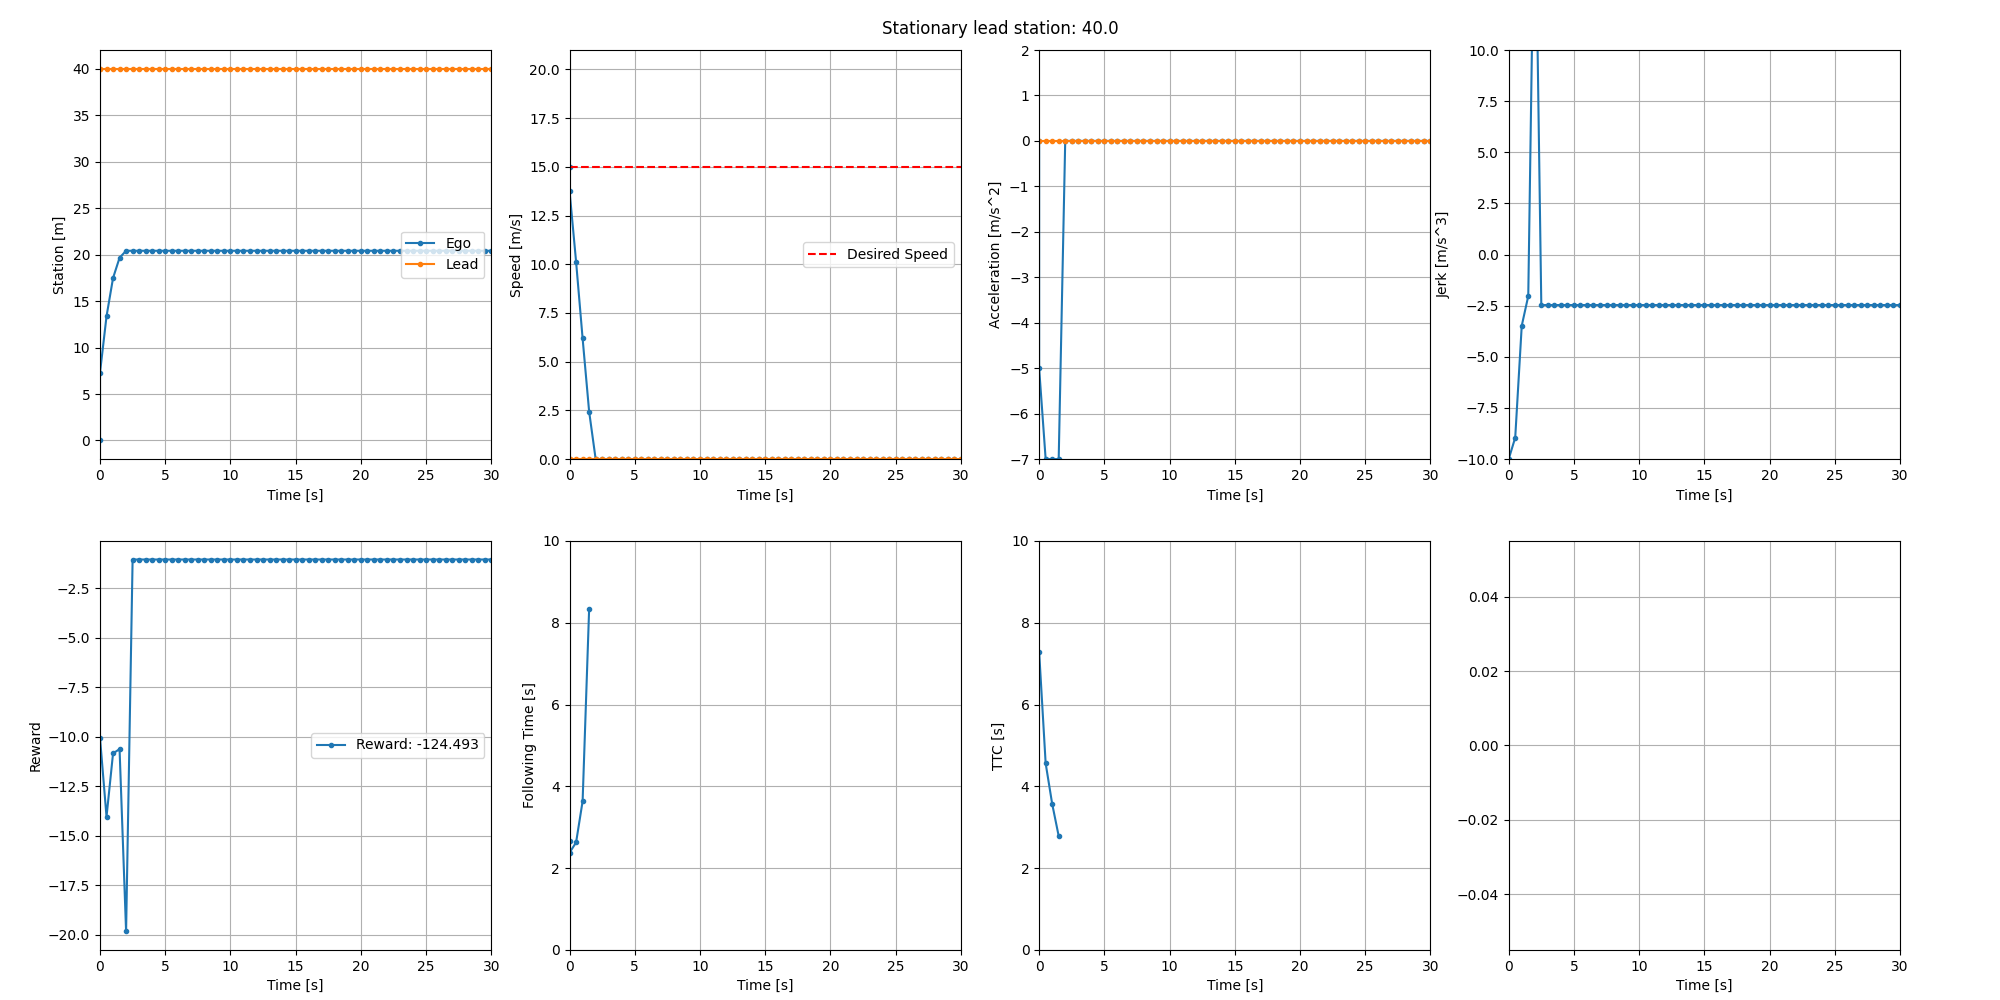 Stationary lead station: 40.0
40
35
30
25
20
15
10
5
0
Station [m]
Ego
Lead
0 5 10 15 20 25 30
Time [s]
20.0
17.5
15.0
12.5
10.0
7.5
5.0
2.5
0.0
Speed [m/s]
Desired Speed
0 5 10 15 20 25 30
Time [s]
2
1
0
−1
−2
−3
−4
−5
−6
−7
Acceleration [m/s^2]
0 5 10 15 20 25 30
Time [s]
10.0
7.5
5.0
2.5
0.0
−2.5
−5.0
−7.5
−10.0
Jerk [m/s^3]
0 5 10 15 20 25 30
Time [s]
−2.5
−5.0
−7.5
−10.0
−12.5
−15.0
−17.5
−20.0
Reward
Reward: -124.493
0 5 10 15 20 25 30
Time [s]
10
8
6
4
2
0
Following Time [s]
0 5 10 15 20 25 30
Time [s]
10
8
6
4
2
0
TTC [s]
0 5 10 15 20 25 30
Time [s]
0.04
0.02
0.00
−0.02
−0.04
0 5 10 15 20 25 30
Time [s]